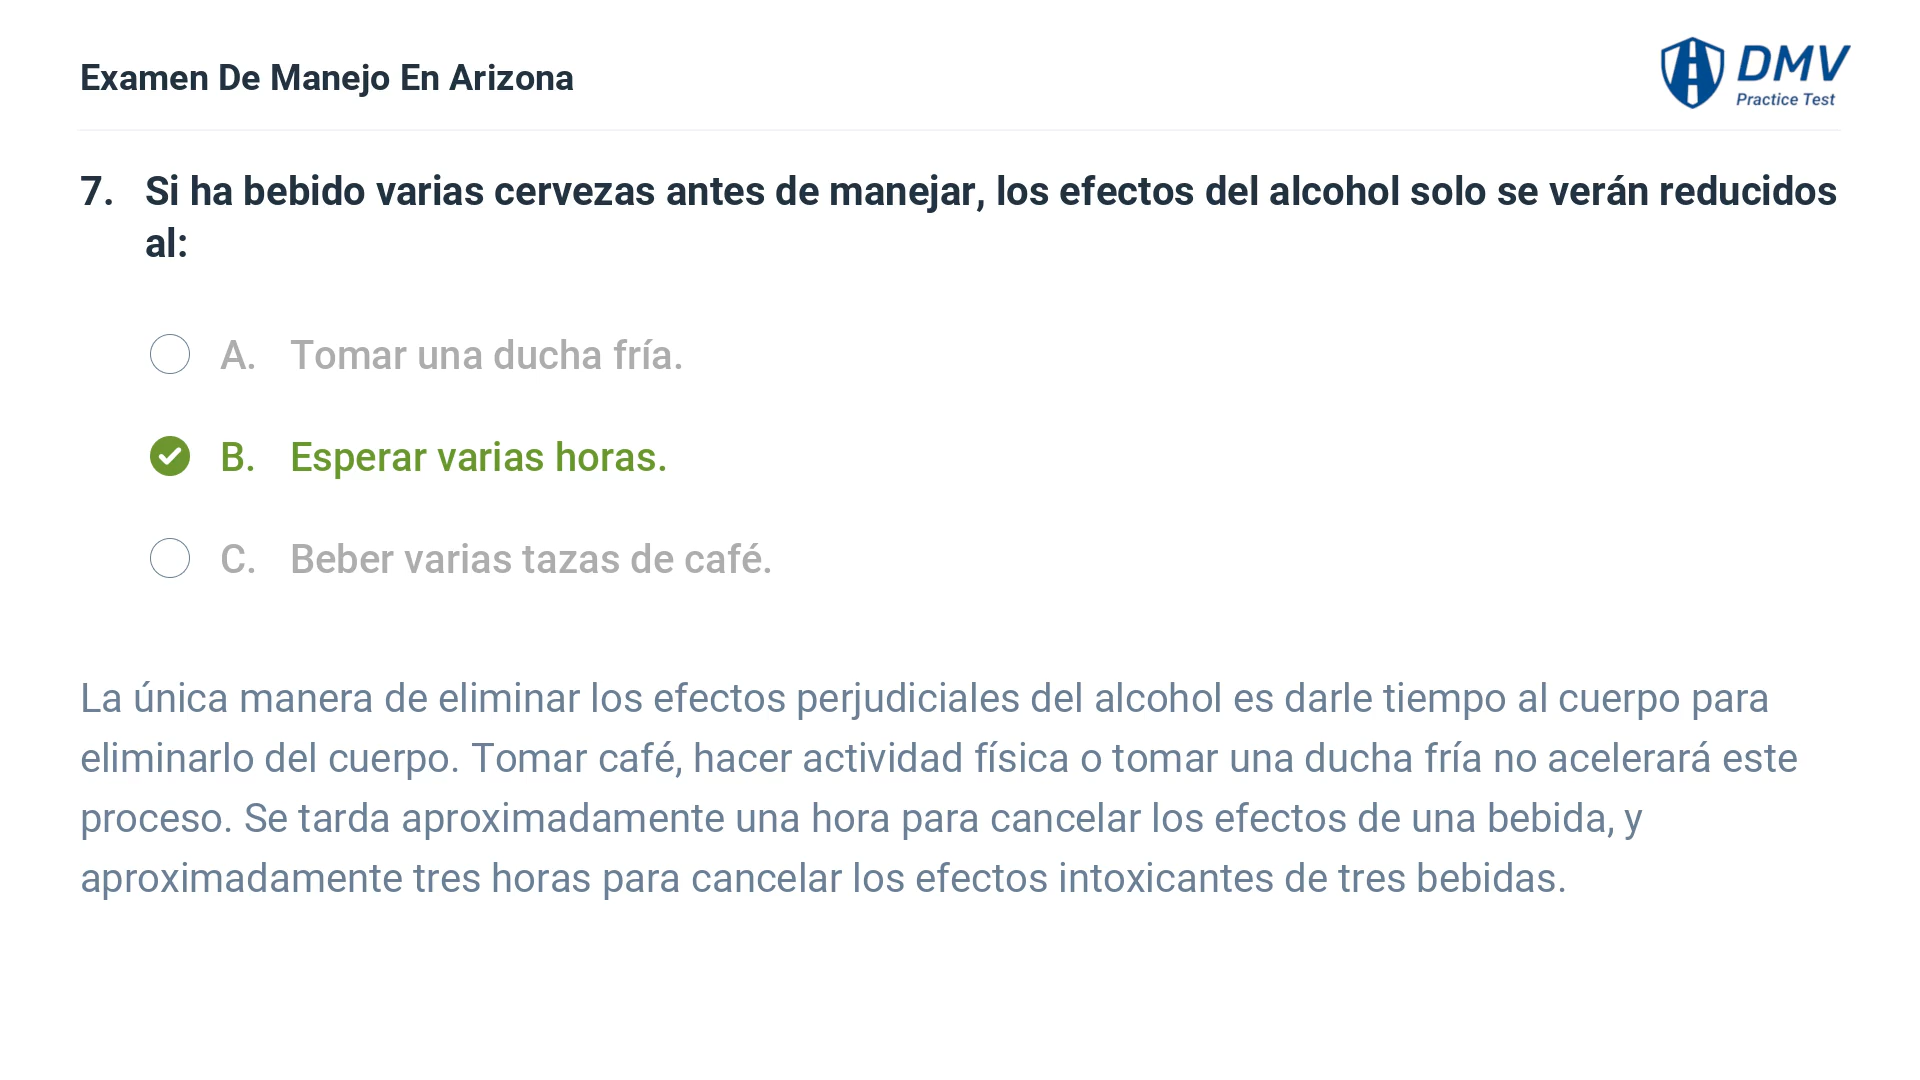 Examen De Manejo En Arizona
DMV
Practice Test
7. Si ha bebido varias cervezas antes de manejar, los efectos del alcohol solo se verán reducidos
al:
A. Tomar una ducha fría.
B. Esperar varias horas.
C. Beber varias tazas de café.
La única manera de eliminar los efectos perjudiciales del alcohol es darle tiempo al cuerpo para
eliminarlo del cuerpo. Tomar café, hacer actividad física o tomar una ducha fría no acelerará este
proceso. Se tarda aproximadamente una hora para cancelar los efectos de una bebida, y
aproximadamente tres horas para cancelar los efectos intoxicantes de tres bebidas.